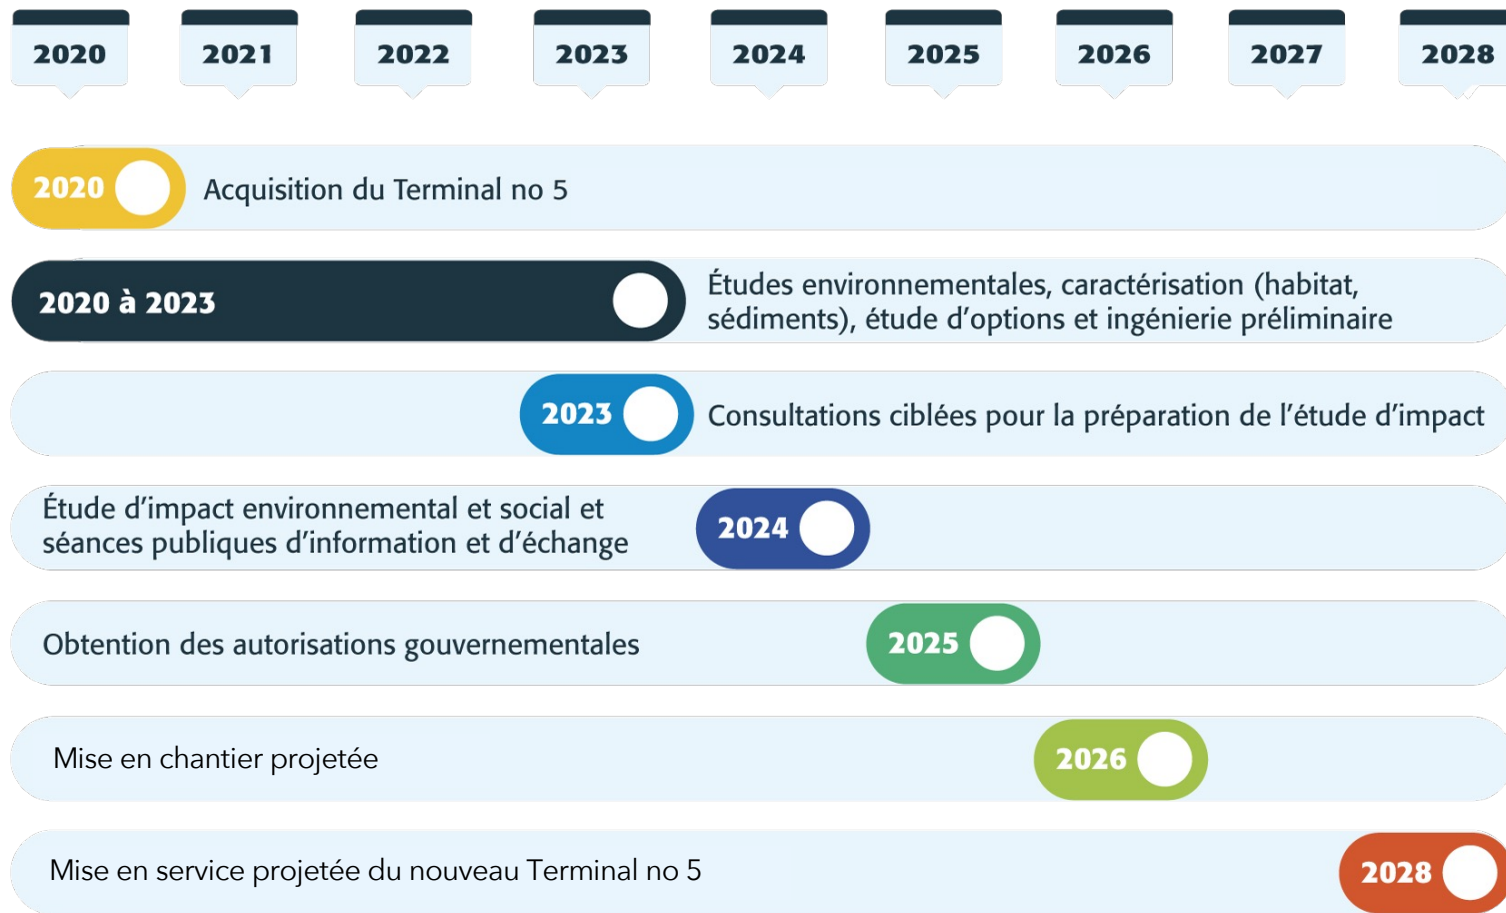 2020 2021 2022 2023 2024 2025 2026 2027 2028
2020 Acquisition du Terminal no 5
2020 à 2023
Études environnementales, caractérisation (habitat,
sédiments), étude d’options et ingénierie préliminaire
2023 Consultations ciblées pour la préparation de l’étude d’impact
Étude d’impact environnemental et social et
séances publiques d’information et d’échange
2024
Obtention des autorisations gouvernementales 2025
Mise en chantier projetée 2026
Mise en service projetée du nouveau Terminal no 5 2028